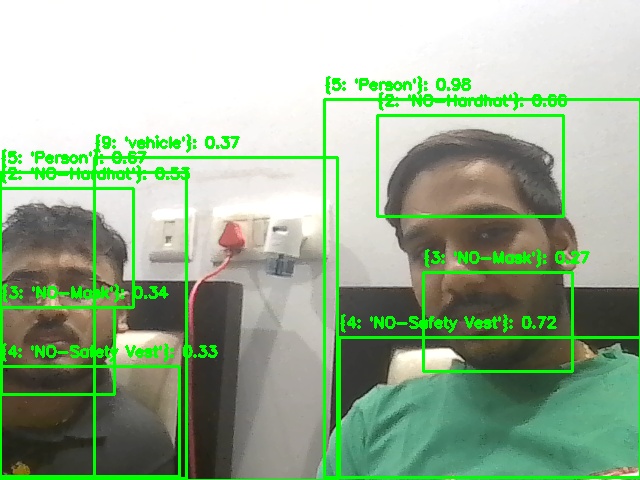 {5: 'Person'}: 0.98
{2: 'NO-Hardhat'}: 0.66
{9: 'vehicle'}: 0.37
{5: 'Person'}: 0.67
{2: 'NO-Hardhat'}: 0.53
{3: 'NO-Mask'}: 0.27
{3: 'NO-Mask'}: 0.34
{4: 'NO-Safety Vest'}: 0.72
{4: 'NO-Safety Vest'}: 0.33